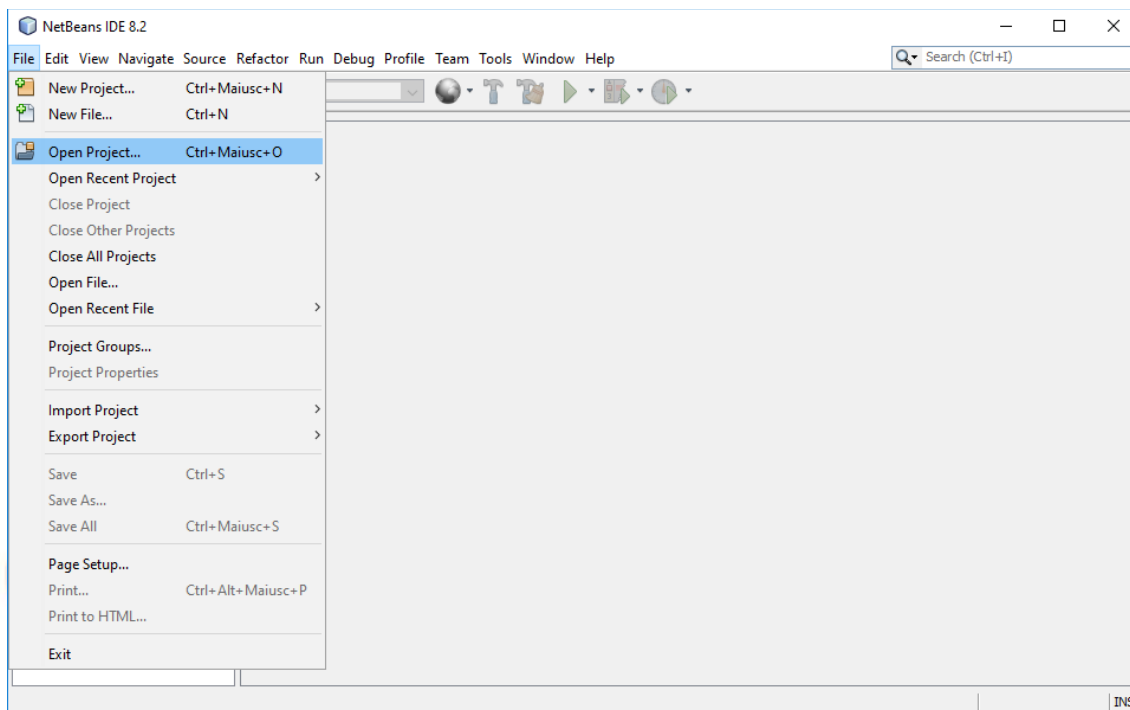 NetBeans IDE 8.2
File Edit View Navigate Source Refactor Run Debug Profile Team Tools Window Help
Search (Ctrl+I)
New Project... Ctrl+Maiusc+N
New File... Ctrl+N
Open Project... Ctrl+Maiusc+O
Open Recent Project
Close Project
Close Other Projects
Close All Projects
Open File...
Open Recent File
Project Groups...
Project Properties
Import Project
Export Project
Save Ctrl+S
Save As...
Save All Ctrl+Maiusc+S
Page Setup...
Print... Ctrl+Alt+Maiusc+P
Print to HTML...
Exit